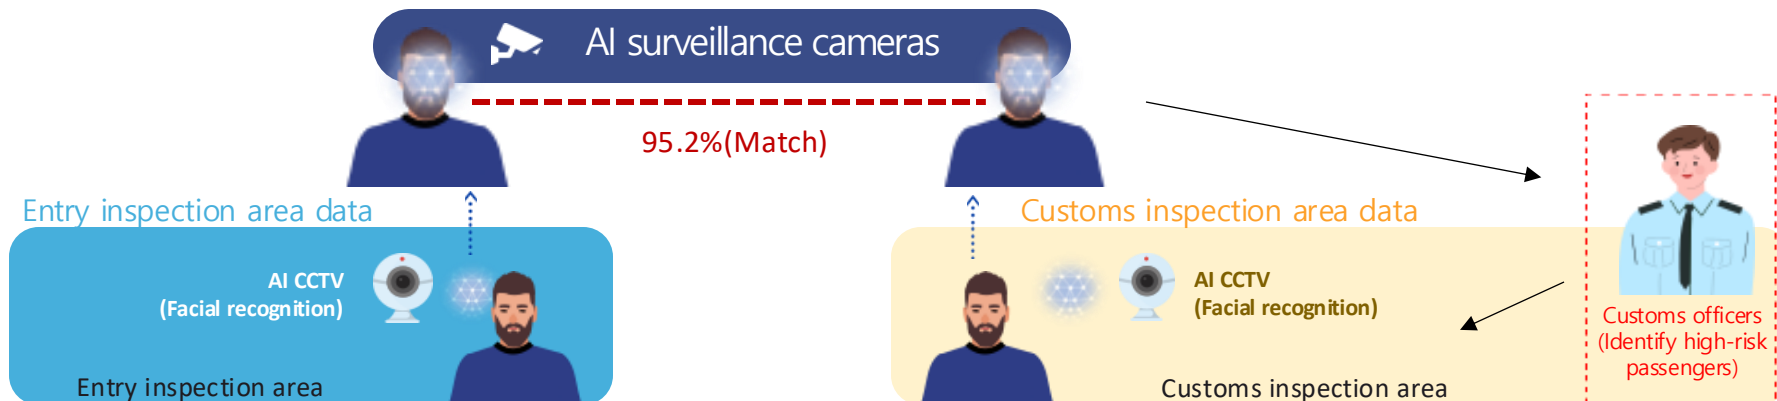 AI surveillance cameras
95.2%(Match)
Entry inspection area data
AI CCTV
(Facial recognition)
Entry inspection area
Customs inspection area data
AI CCTV
(Facial recognition)
Customs inspection area
Customs officers
(Identify high-risk
passengers)